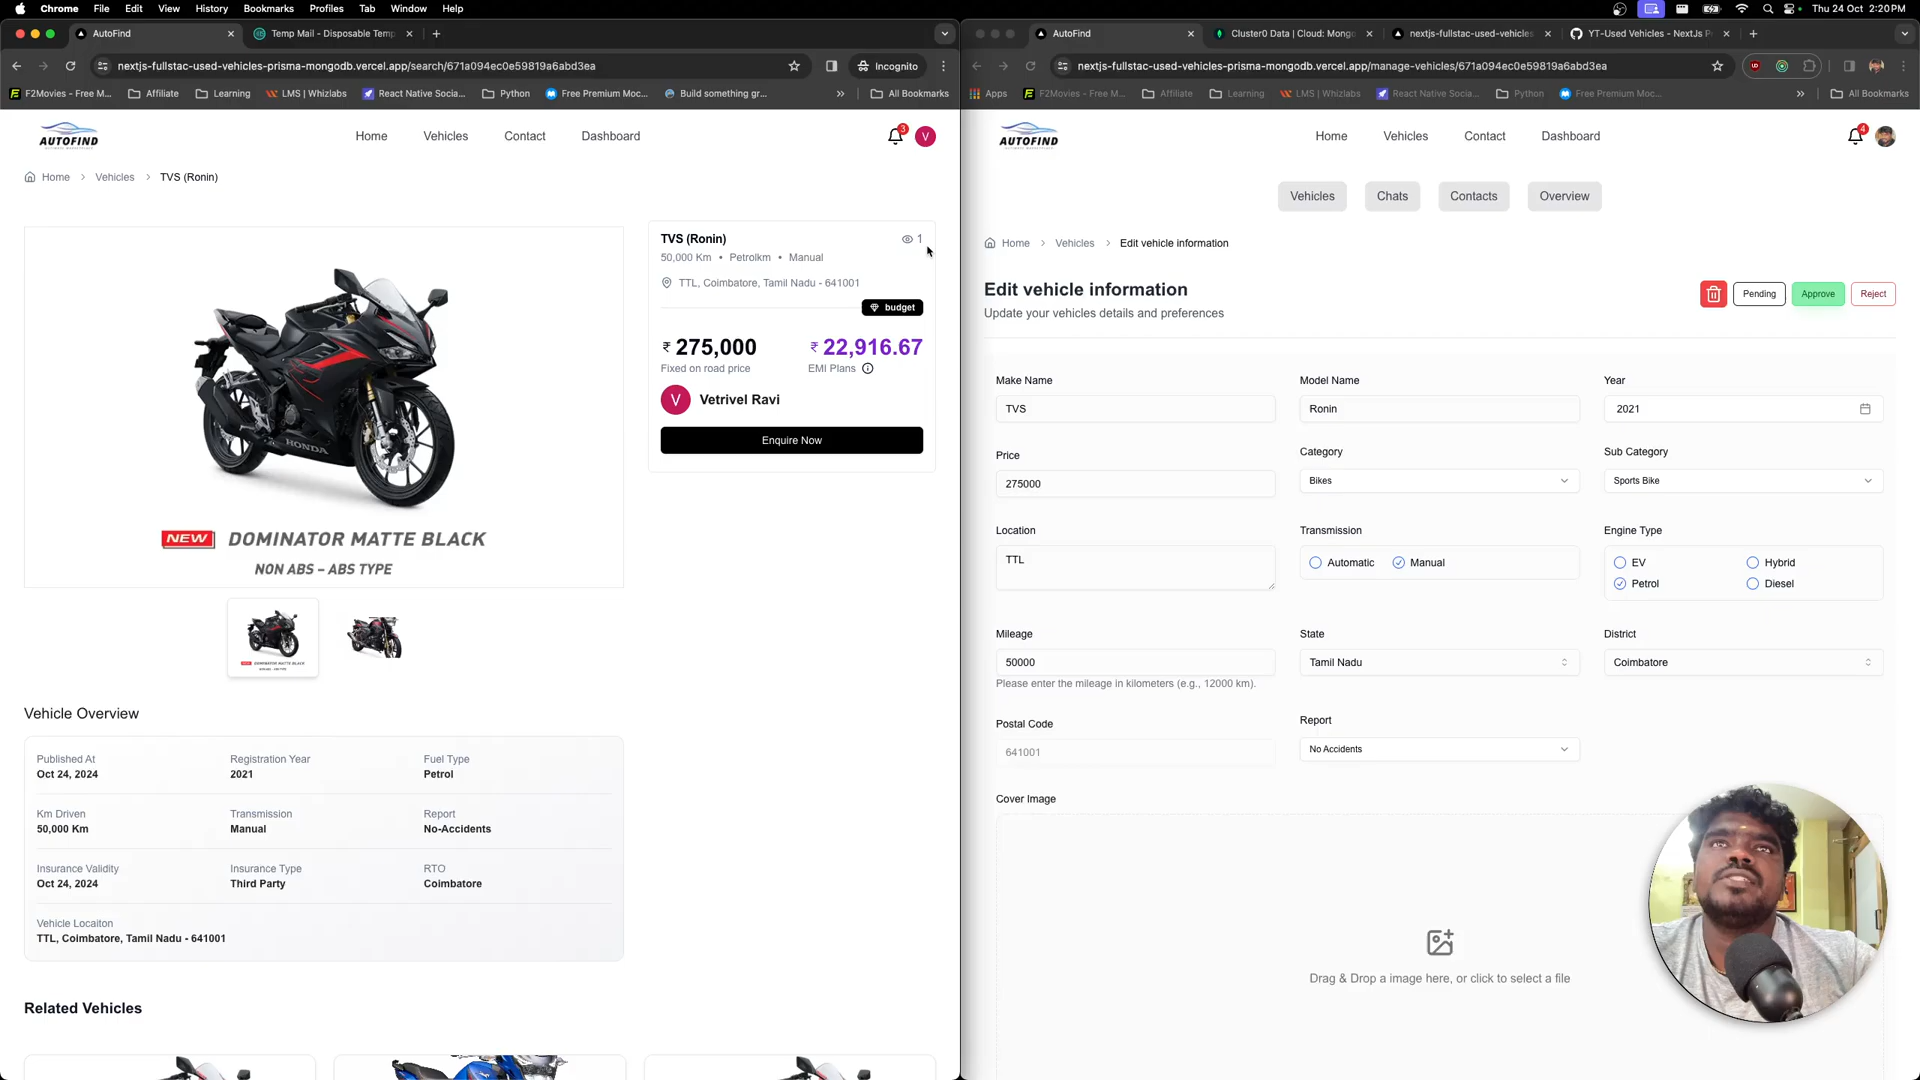 Chrome File Edit View History Bookmarks Profiles Tab Window Help
Thu 24 Oct 2:20 PM
AutoFind
Temp Mail - Disposable Temp
nextjs-fullstac-used-vehicles-prisma-mongodb.vercel.app/search/671a094ec0e59819a6abd3ea
Incognito
F2Movies - Free M...
Affiliate
Learning
LMS | Whizlabs
React Native Socia...
Python
Free Premium Moc...
Build something gr...
All Bookmarks
AUTOFIND
Home
Vehicles
Contact
Dashboard
3
V
Home > Vehicles > TVS (Ronin)
HONDA
NEW DOMINATOR MATTE BLACK
NON ABS – ABS TYPE
TVS (Ronin)
1
50,000 Km • Petrolkm • Manual
TTL, Coimbatore, Tamil Nadu - 641001
budget
₹ 275,000
₹ 22,916.67
Fixed on road price
EMI Plans
V
Vetrivel Ravi
Enquire Now
Vehicle Overview
Published At
Registration Year
Fuel Type
Oct 24, 2024
2021
Petrol
Km Driven
Transmission
Report
50,000 Km
Manual
No-Accidents
Insurance Validity
Insurance Type
RTO
Oct 24, 2024
Third Party
Coimbatore
Vehicle Locaiton
TTL, Coimbatore, Tamil Nadu - 641001
Related Vehicles
AutoFind
Cluster0 Data | Cloud: Mongo
nextjs-fullstac-used-vehicles
YT-Used Vehicles - NextJs P
nextjs-fullstac-used-vehicles-prisma-mongodb.vercel.app/manage-vehicles/671a094ec0e59819a6abd3ea
Apps
F2Movies - Free M...
Affiliate
Learning
LMS | Whizlabs
React Native Socia...
Python
Free Premium Moc...
All Bookmarks
AUTOFIND
Home
Vehicles
Contact
Dashboard
4
Vehicles
Chats
Contacts
Overview
Home > Vehicles > Edit vehicle information
Edit vehicle information
Update your vehicles details and preferences
Pending
Approve
Reject
Make Name
Model Name
Year
TVS
Ronin
2021
Price
Category
Sub Category
275000
Bikes
Sports Bike
Location
Transmission
Engine Type
TTL
Automatic
Manual
EV
Hybrid
Petrol
Diesel
Mileage
State
District
50000
Tamil Nadu
Coimbatore
Please enter the mileage in kilometers (e.g., 12000 km).
Postal Code
Report
641001
No Accidents
Cover Image
Drag & Drop a image here, or click to select a file